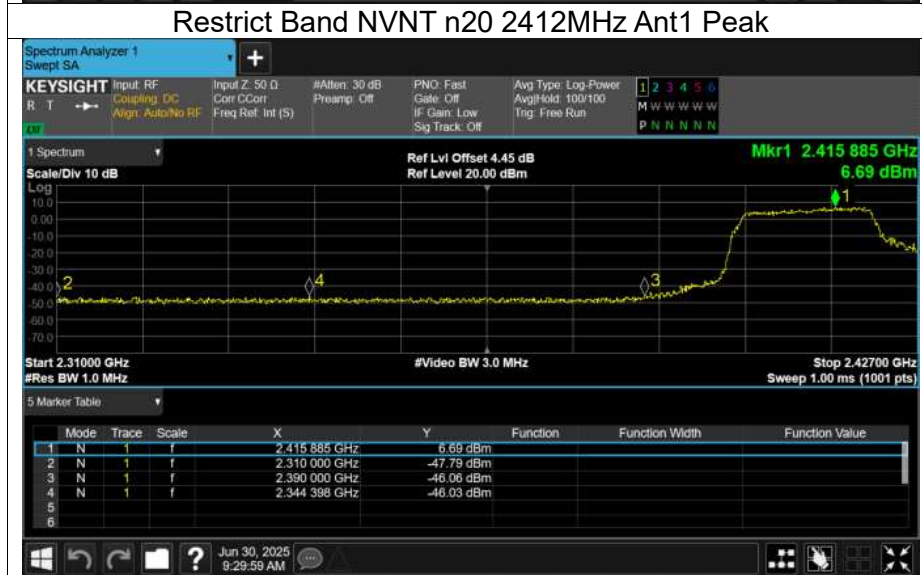 Restrict Band NVNT n20 2412MHz Ant1 Peak
Spectrum Analyzer 1
Swept SA
+
KEYSIGHT
R T
Input: RF
Coupling: DC
Align: Auto/No RF
Input Z: 50 Ω
Corr CCorr
Freq Ref: Int (S)
#Atten: 30 dB
Preamp: Off
PNO: Fast
Gate: Off
IF Gain: Low
Sig Track: Off
Avg Type: Log-Power
Avg|Hold: 100/100
Trig: Free Run
1 2 3 4 5 6
M W W W W W
P N N N N N
1 Spectrum
Scale/Div 10 dB
Ref Lvl Offset 4.45 dB
Ref Level 20.00 dBm
Mkr1 2.415 885 GHz
6.69 dBm
Log
10.0
0.00
-10.0
-20.0
-30.0
-40.0
-50.0
-60.0
-70.0
1
2
4
3
Start 2.31000 GHz
#Res BW 1.0 MHz
#Video BW 3.0 MHz
Stop 2.42700 GHz
Sweep 1.00 ms (1001 pts)
5 Marker Table
Mode Trace Scale X Y Function Function Width Function Value
1 N 1 f 2.415 885 GHz 6.69 dBm
2 N 1 f 2.310 000 GHz -47.79 dBm
3 N 1 f 2.390 000 GHz -46.06 dBm
4 N 1 f 2.344 398 GHz -46.03 dBm
5
6
?
Jun 30, 2025
9:29:59 AM